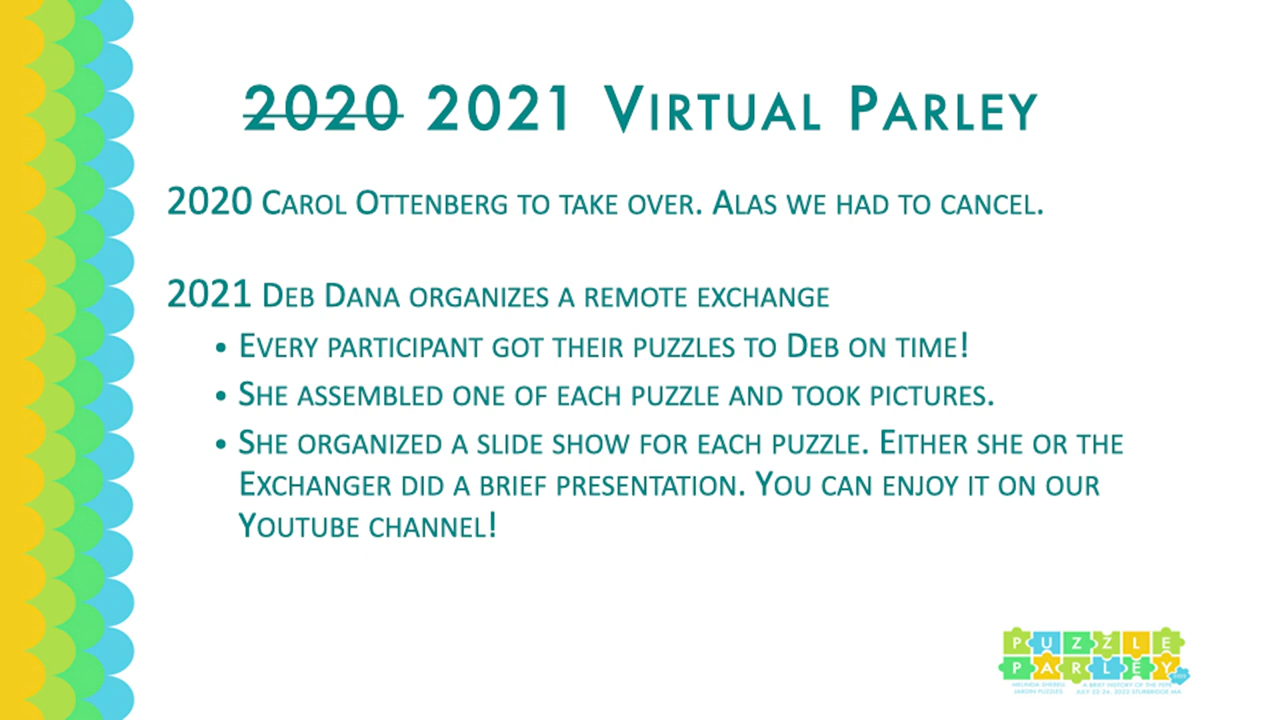 2020 2021 Virtual Parley
2020 Carol Ottenberg to take over. Alas we had to cancel.
2021 Deb Dana organizes a remote exchange
• Every participant got their puzzles to Deb on time!
• She assembled one of each puzzle and took pictures.
• She organized a slide show for each puzzle. Either she or the
Exchanger did a brief presentation. You can enjoy it on our
Youtube channel!
PUZZLE
PARLEY
JARDIN PUZZLES JULY 22-24, 2022 STURBRIDGE MA